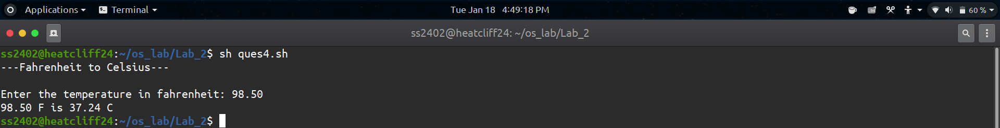 Applications Terminal Tue Jan 18 4:49:18 PM 94 60 %
ss2402@heatcliff24: ~/os_lab/Lab_2
ss2402@heatcliff24:~/os_lab/Lab_2$ sh ques4.sh
---Fahrenheit to Celsius---
Enter the temperature in fahrenheit: 98.50
98.50 F is 37.24 C
ss2402@heatcliff24:~/os_lab/Lab_2$